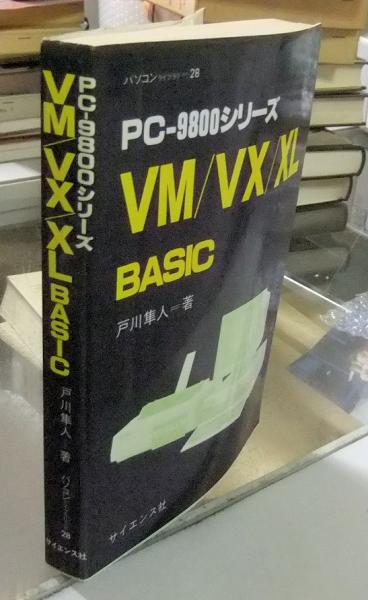 パソコンライブラリー28
PC-9800シリーズ
VM/VX/XL
BASIC
戸川隼人＝著
サイエンス社
PC-9800シリーズ
VM/VX/XL BASIC
戸川隼人 著
28